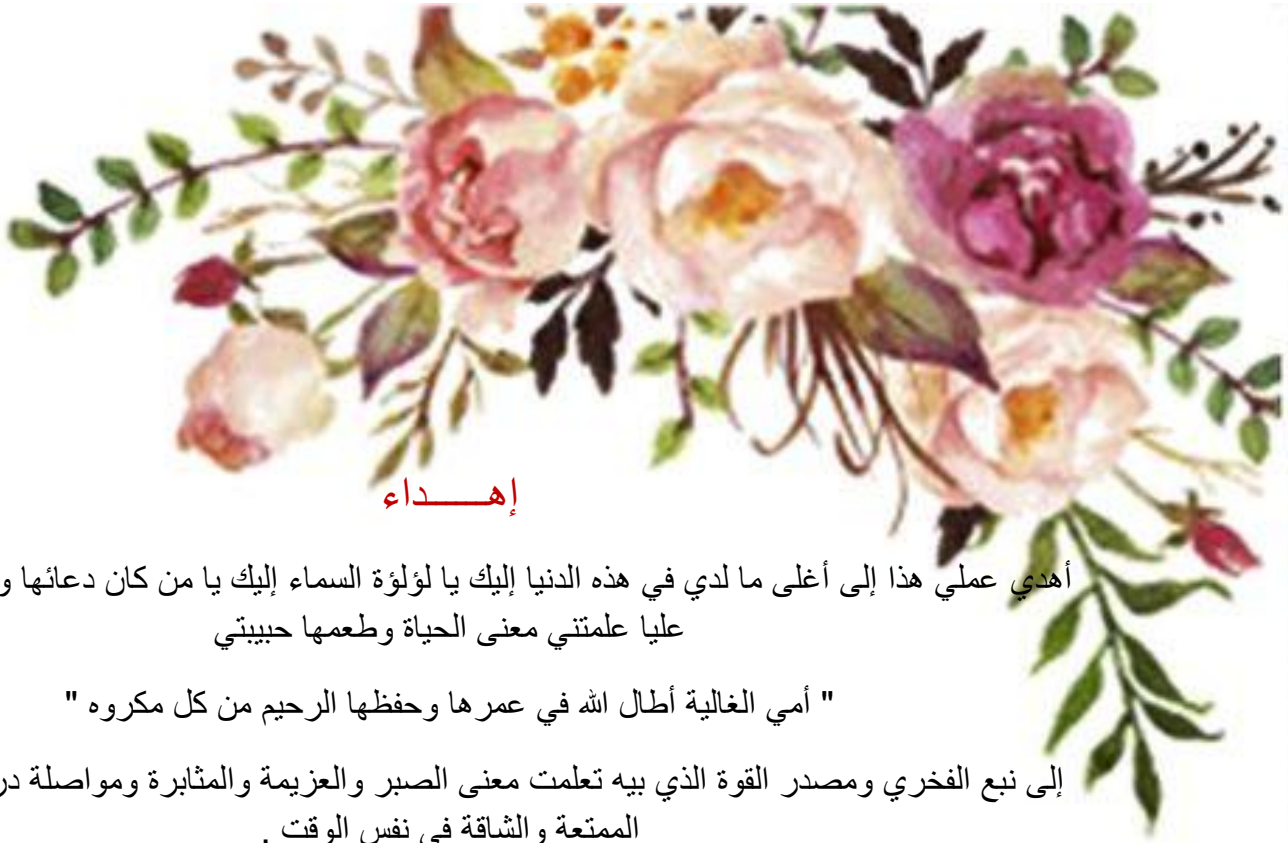 إهـــــــداء
أهدي عملي هذا إلى أغلى ما لدي في هذه الدنيا إليك يا لؤلؤة السماء إليك يا من كان دعائها
عليا علمتني معنى الحياة وطعمها حبيبتي
" أمي الغالية أطال الله في عمرها وحفظها الرحيم من كل مكروه "
إلى نبع الفخري ومصدر القوة الذي بيه تعلمت معنى الصبر والعزيمة والمثابرة ومواصلة
الممتعة والشاقة في نفس الوقت .